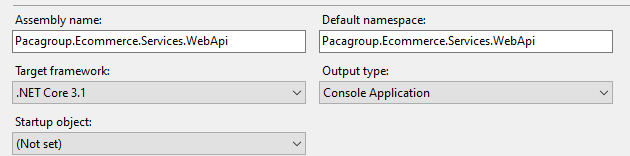 Assembly name:
Default namespace:
Pacagroup.Ecommerce.Services.WebApi
Pacagroup.Ecommerce.Services.WebApi
Target framework:
Output type:
.NET Core 3.1
Console Application
Startup object:
(Not set)